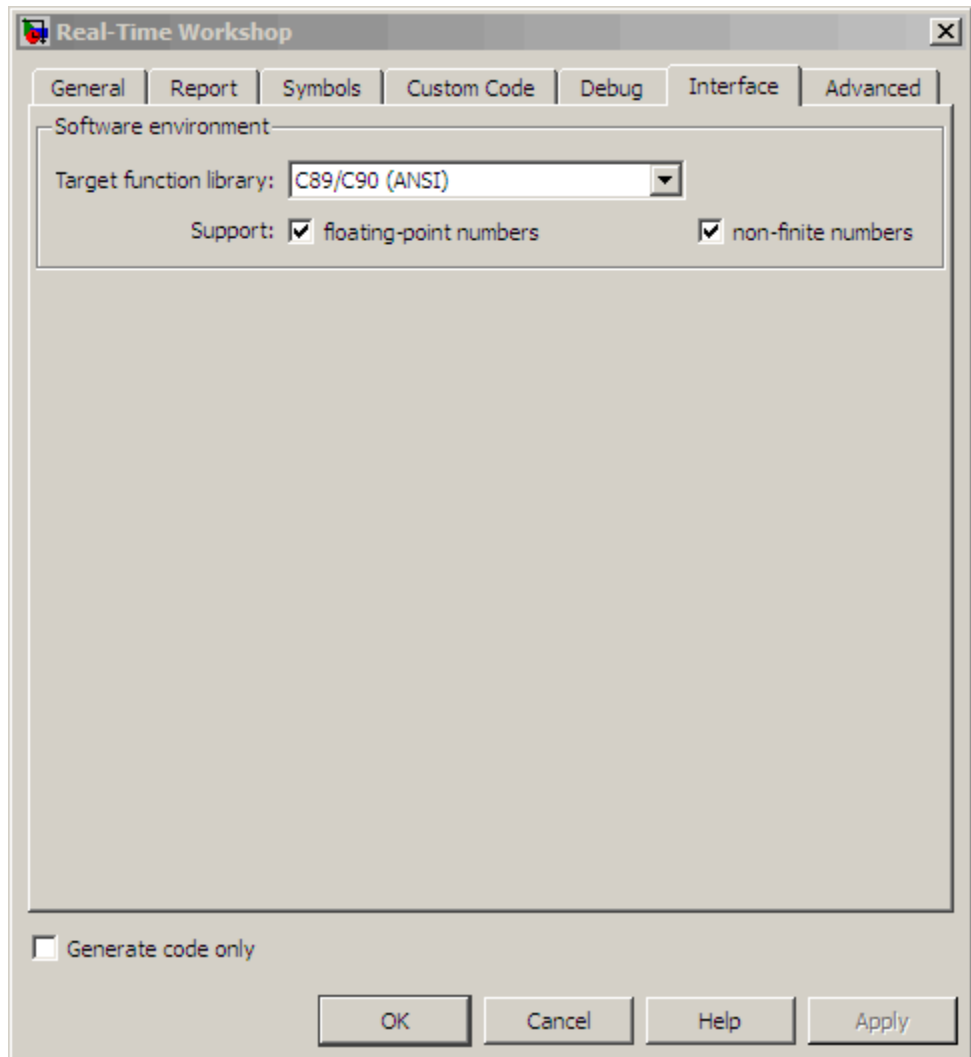 Real-Time Workshop
General Report Symbols Custom Code Debug Interface Advanced
Software environment
Target function library: C89/C90 (ANSI)
Support: floating-point numbers non-finite numbers
Generate code only
OK Cancel Help Apply